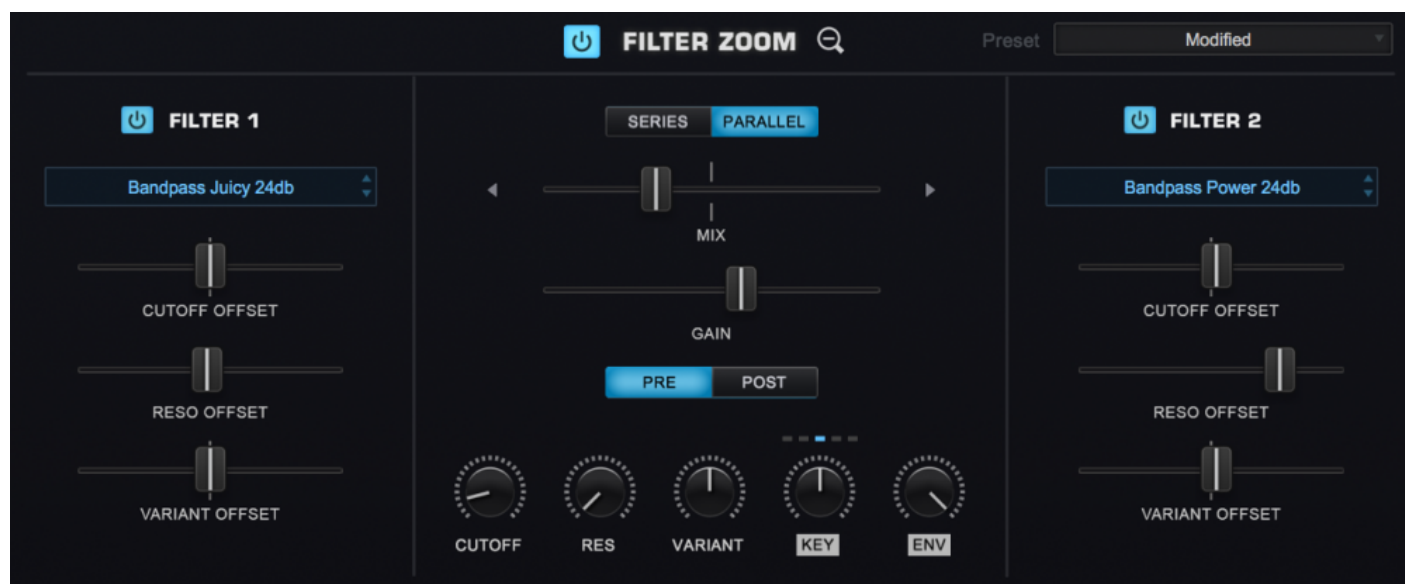 FILTER ZOOM
Preset Modified
FILTER 1
Bandpass Juicy 24db
CUTOFF OFFSET
RESO OFFSET
VARIANT OFFSET
SERIES PARALLEL
MIX
GAIN
PRE POST
CUTOFF RES VARIANT KEY ENV
FILTER 2
Bandpass Power 24db
CUTOFF OFFSET
RESO OFFSET
VARIANT OFFSET